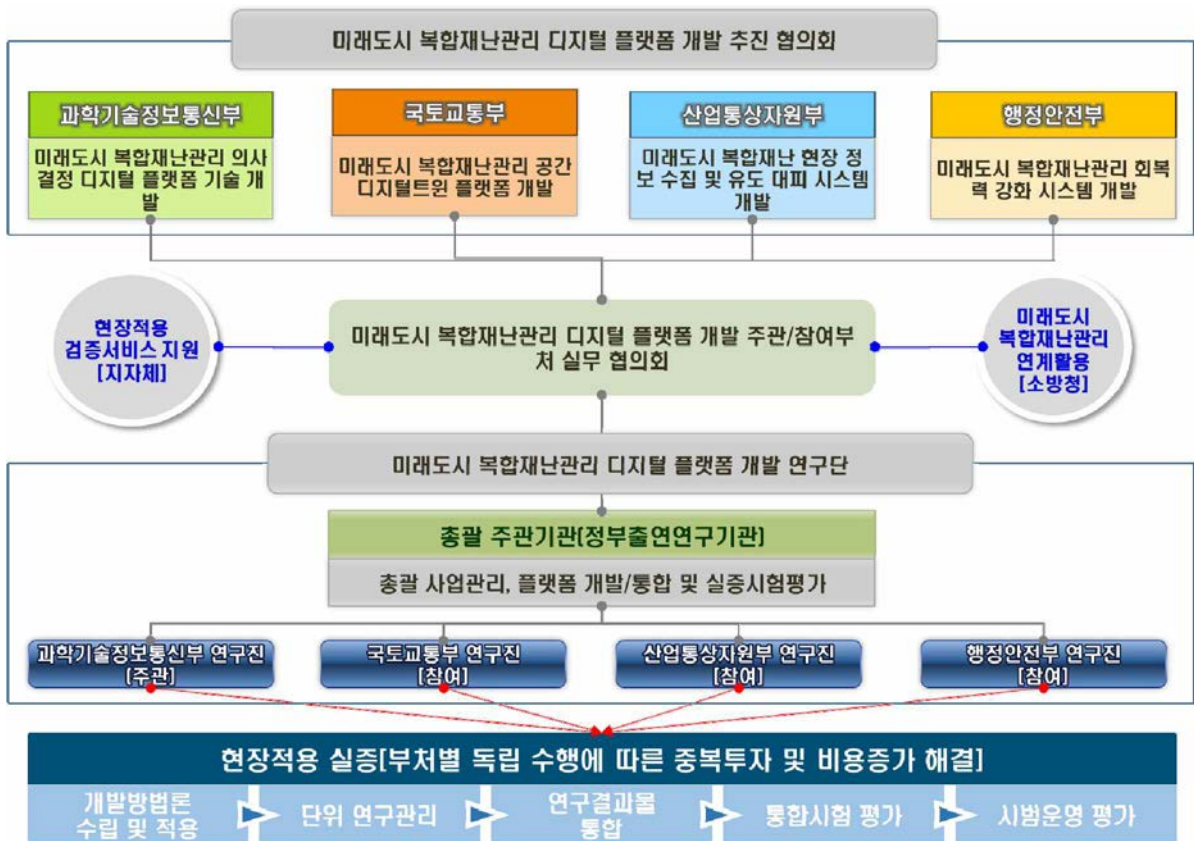 미래도시 복합재난관리 디지털 플랫폼 개발 추진 협의회
과학기술정보통신부
미래도시 복합재난관리 의사
결정 디지털 플랫폼 기술 개
발
국토교통부
미래도시 복합재난관리 공간
디지털트윈 플랫폼 개발
산업통상자원부
미래도시 복합재난 현장 정
보 수집 및 유도 대피 시스템
개발
행정안전부
미래도시 복합재난관리 회복
력 강화 시스템 개발
현장적용
검증서비스 지원
[지자체]
미래도시 복합재난관리 디지털 플랫폼 개발 주관/참여부
처 실무 협의회
미래도시
복합재난관리
연계활용
[소방청]
미래도시 복합재난관리 디지털 플랫폼 개발 연구단
총괄 주관기관[정부출연연구기관]
총괄 사업관리, 플랫폼 개발/통합 및 실증시험평가
과학기술정보통신부 연구진
[주관]
국토교통부 연구진
[참여]
산업통상자원부 연구진
[참여]
행정안전부 연구진
[참여]
현장적용 실증[부처별 독립 수행에 따른 중복투자 및 비용증가 해결]
개발방법론
수립 및 적용
단위 연구관리
연구결과물
통합
통합시험 평가
시범운영 평가